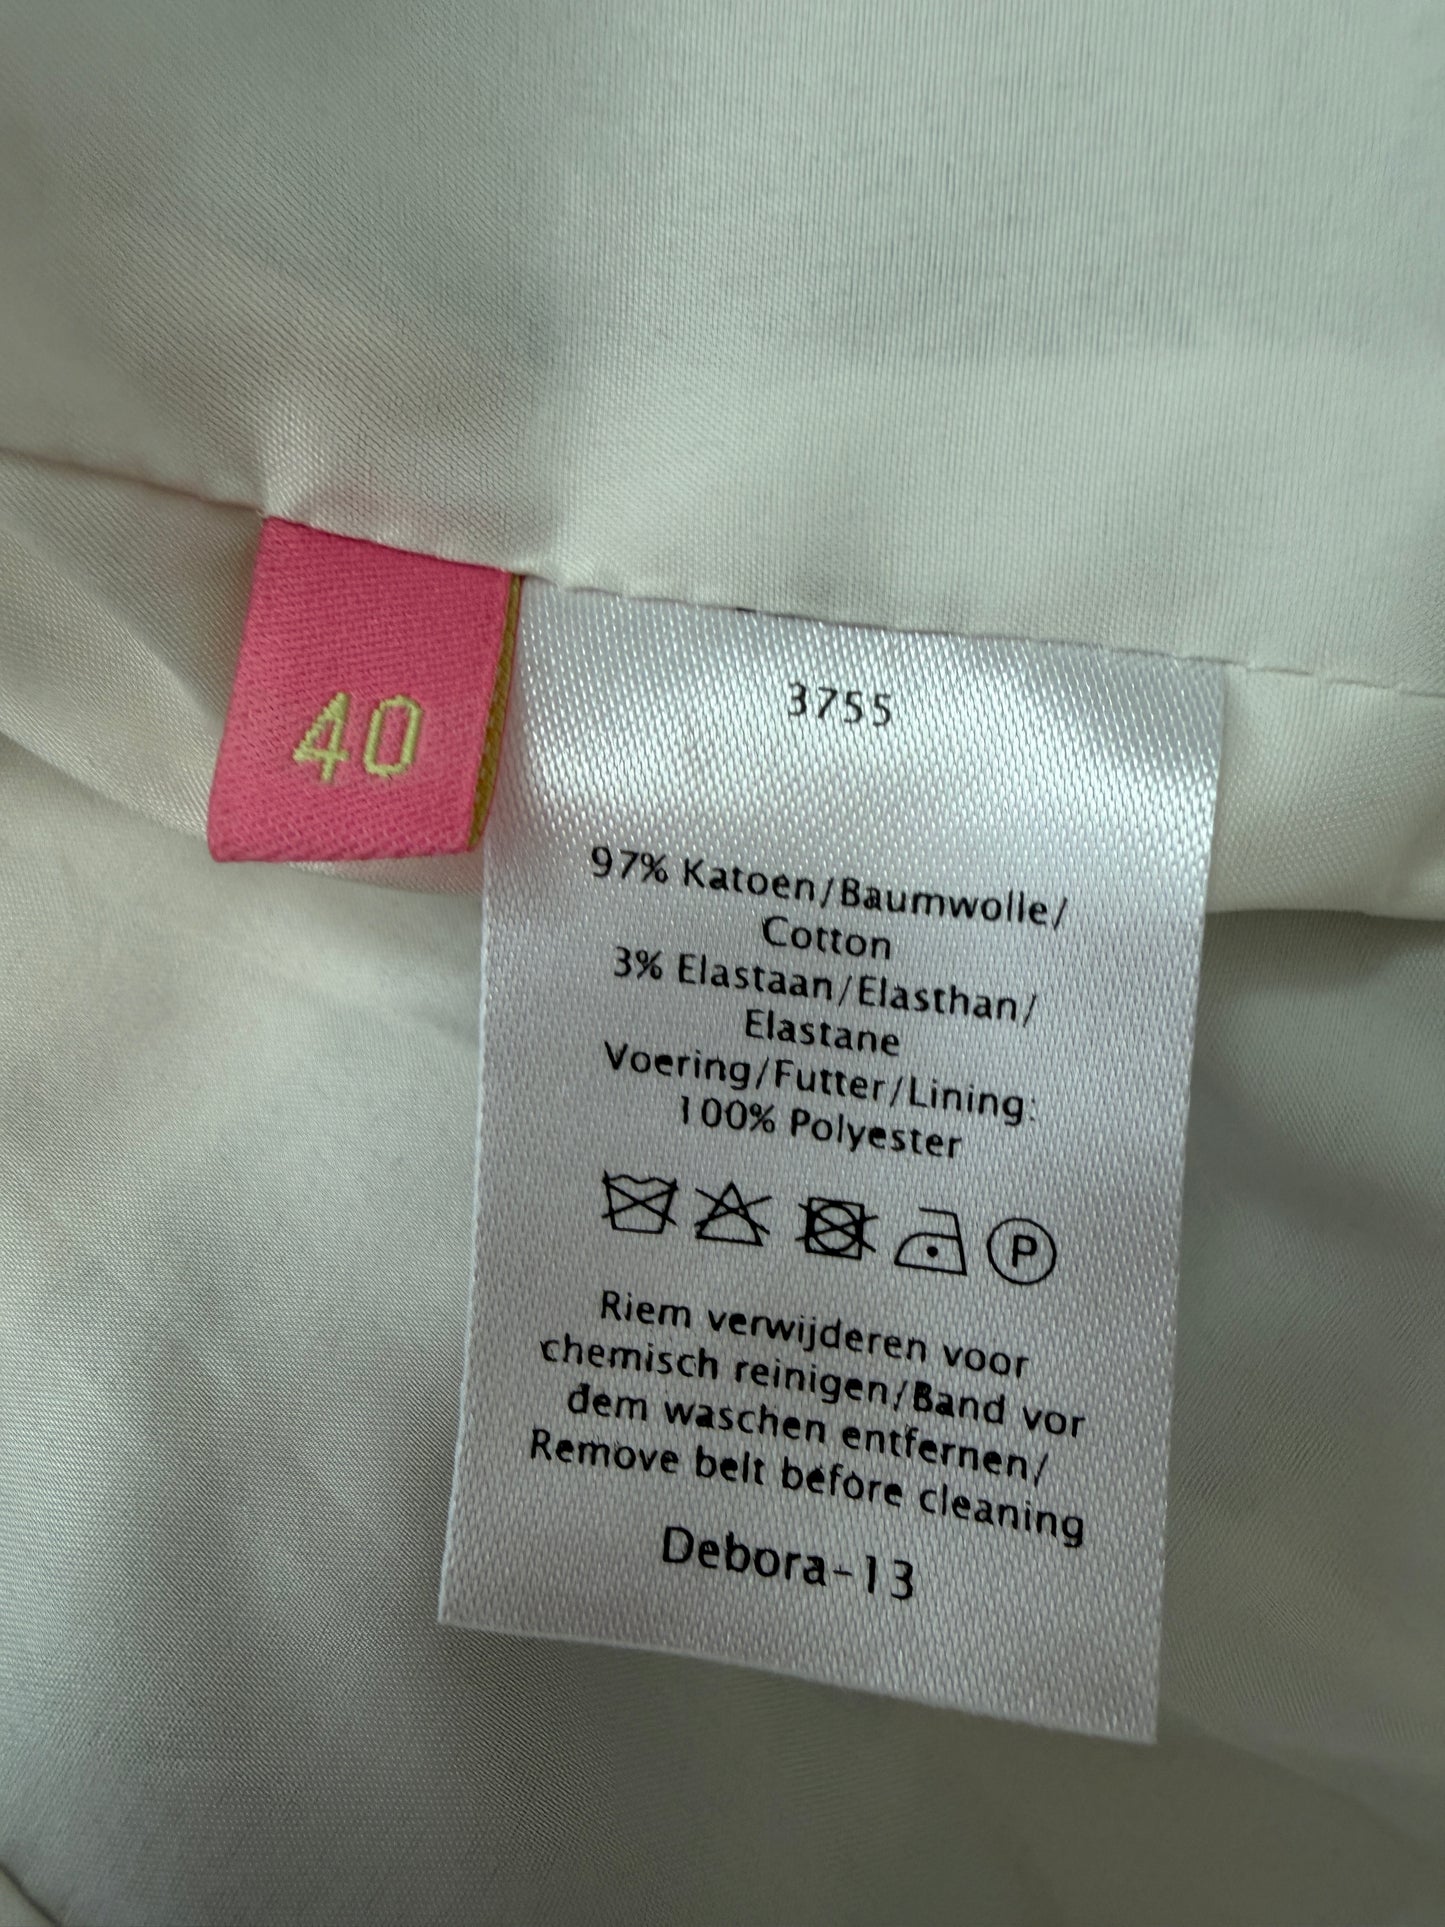 40
3755
97% Katoen/Baumwolle/
Cotton
3% Elastaan/Elasthan/
Elastane
Voering/Futter/Lining:
100% Polyester
P
Riem verwijderen voor
chemisch reinigen/Band vor
dem waschen entfernen/
Remove belt before cleaning
Debora-13